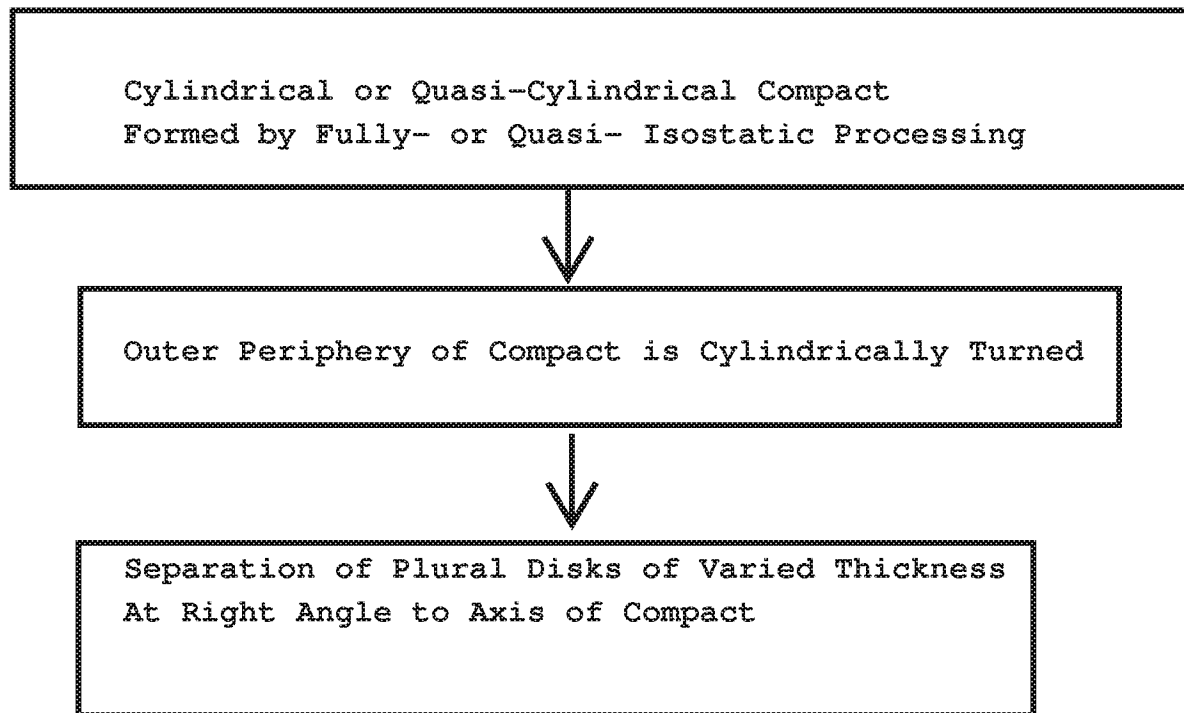 Cylindrical or Quasi-Cylindrical Compact
Formed by Fully- or Quasi- Isostatic Processing
Outer Periphery of Compact is Cylindrically Turned
Separation of Plural Disks of Varied Thickness
At Right Angle to Axis of Compact